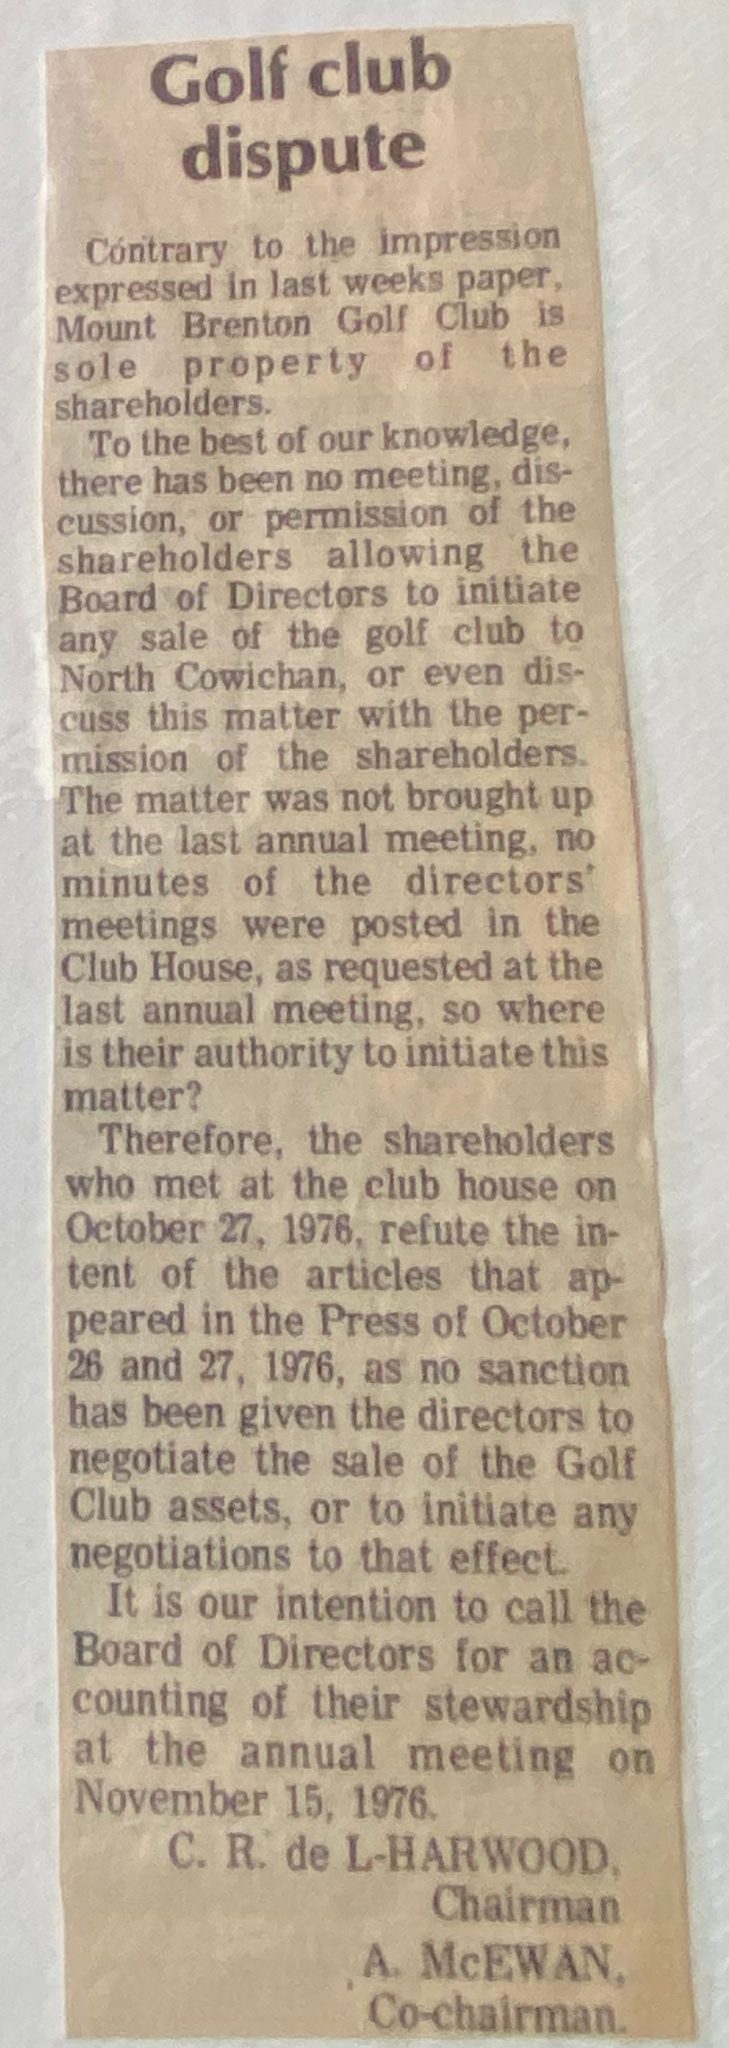 Golf club
dispute
Contrary to the impression
expressed in last weeks paper,
Mount Brenton Golf Club is
sole property of the
shareholders.
To the best of our knowledge,
there has been no meeting, dis-
cussion, or permission of the
shareholders allowing the
Board of Directors to initiate
any sale of the golf club to
North Cowichan, or even dis-
cuss this matter with the per-
mission of the shareholders.
The matter was not brought up
at the last annual meeting, no
minutes of the directors'
meetings were posted in the
Club House, as requested at the
last annual meeting, so where
is their authority to initiate this
matter?
Therefore, the shareholders
who met at the club house on
October 27, 1976, refute the in-
tent of the articles that ap-
peared in the Press of October
26 and 27, 1976, as no sanction
has been given the directors to
negotiate the sale of the Golf
Club assets, or to initiate any
negotiations to that effect.
It is our intention to call the
Board of Directors for an ac-
counting of their stewardship
at the annual meeting on
November 15, 1976.
C. R. de L-HARWOOD,
Chairman
A. McEWAN,
Co-chairman.